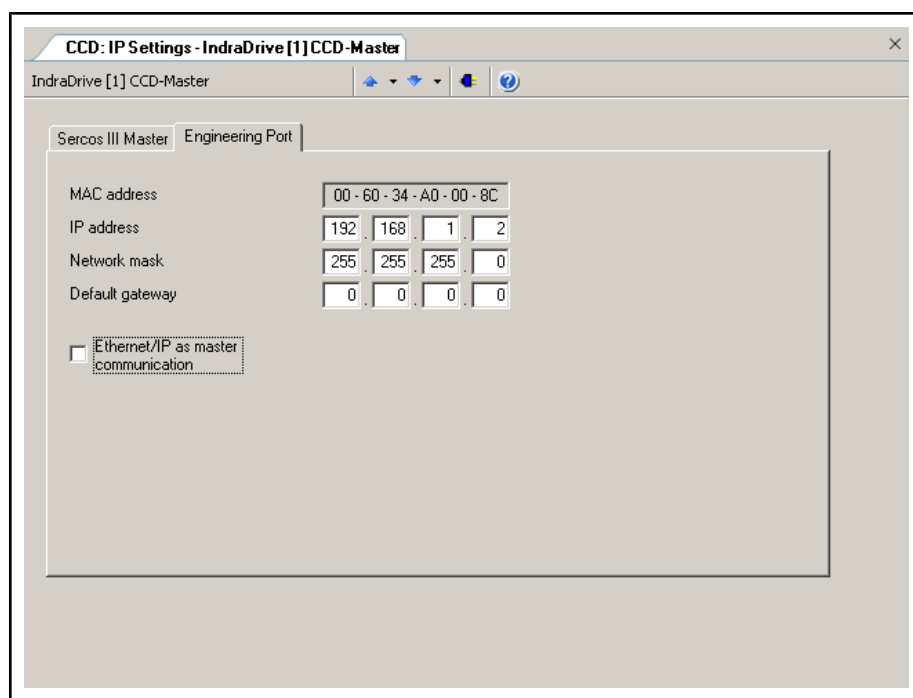 CCD: IP Settings - IndraDrive [1] CCD-Master
IndraDrive [1] CCD-Master
Sercos III Master
Engineering Port
MAC address 00 - 60 - 34 - A0 - 00 - 8C
IP address 192 . 168 . 1 . 2
Network mask 255 . 255 . 255 . 0
Default gateway 0 . 0 . 0 . 0
Ethernet/IP as master
communication